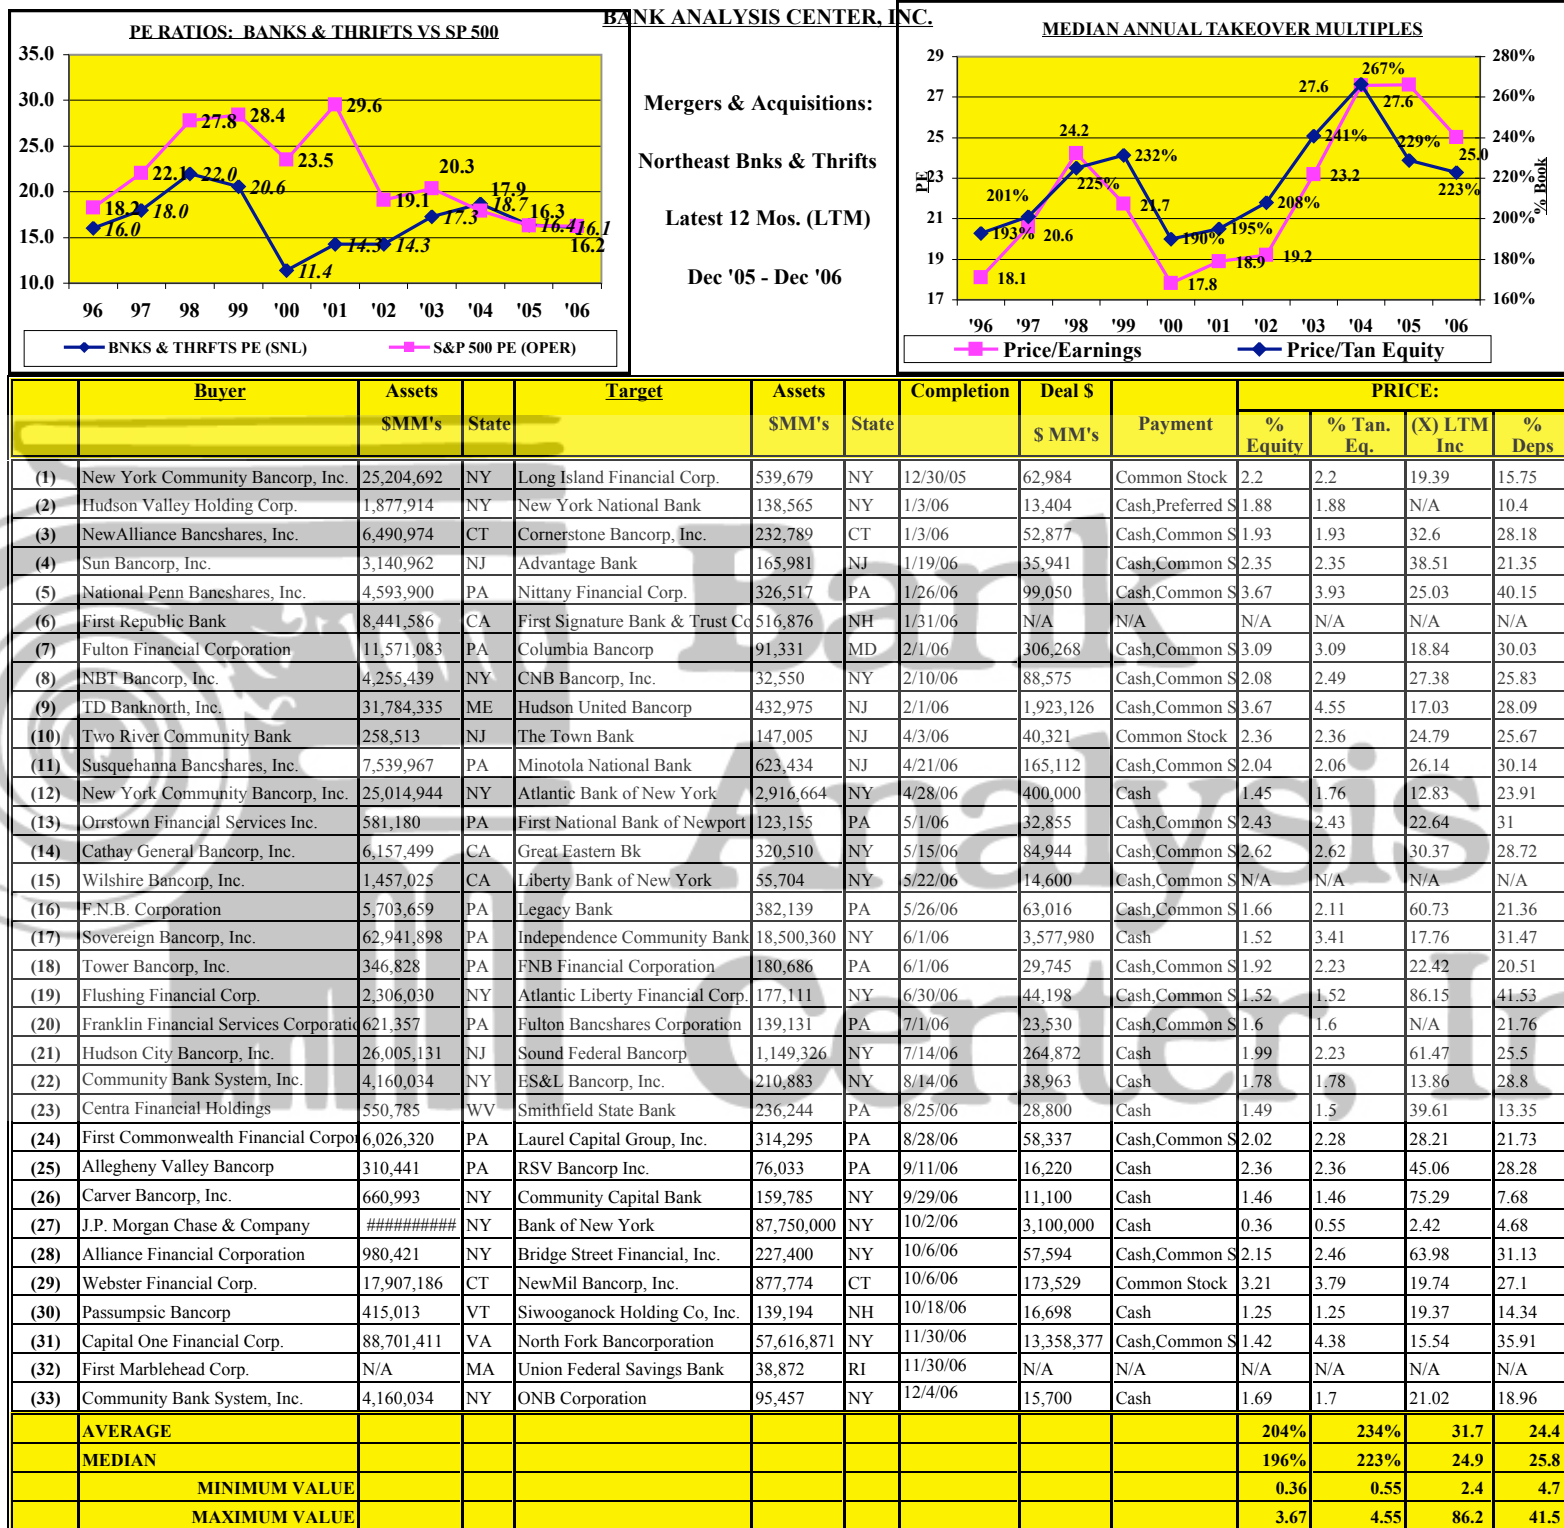 BANK ANALYSIS CENTER, INC.
PE RATIOS: BANKS & THRIFTS VS SP 500
35.0
30.0
25.0
20.0
15.0
10.0
18.2 22.1 27.8 28.4 23.5 29.6 19.1 20.3 17.9 16.3 16.2
16.0 18.0 22.0 20.6 11.4 14.3 14.3 17.3 18.7 16.4 16.1
96 97 98 99 '00 '01 '02 '03 '04 '05 '06
BNKS & THRFTS PE (SNL) S&P 500 PE (OPER)
Mergers & Acquisitions:
Northeast Bnks & Thrifts
Latest 12 Mos. (LTM)
Dec '05 - Dec '06
MEDIAN ANNUAL TAKEOVER MULTIPLES
29 280%
27 260%
25 240%
23 220%
21 200%
19 180%
17 160%
PE
% Book
193% 201% 225% 232% 190% 195% 208% 241% 267% 229% 223%
18.1 20.6 24.2 21.7 17.8 18.9 19.2 23.2 27.6 27.6 25.0
'96 '97 '98 '99 '00 '01 '02 '03 '04 '05 '06
Price/Earnings Price/Tan Equity
Buyer Assets Target Assets Completion Deal $ PRICE:
$MM's State $MM's State $ MM's Payment % Equity % Tan. Eq. (X) LTM Inc % Deps
(1) New York Community Bancorp, Inc. 25,204,692 NY Long Island Financial Corp. 539,679 NY 12/30/05 62,984 Common Stock 2.2 2.2 19.39 15.75
(2) Hudson Valley Holding Corp. 1,877,914 NY New York National Bank 138,565 NY 1/3/06 13,404 Cash,Preferred S 1.88 1.88 N/A 10.4
(3) NewAlliance Bancshares, Inc. 6,490,974 CT Cornerstone Bancorp, Inc. 232,789 CT 1/3/06 52,877 Cash,Common S 1.93 1.93 32.6 28.18
(4) Sun Bancorp, Inc. 3,140,962 NJ Advantage Bank 165,981 NJ 1/19/06 35,941 Cash,Common S 2.35 2.35 38.51 21.35
(5) National Penn Bancshares, Inc. 4,593,900 PA Nittany Financial Corp. 326,517 PA 1/26/06 99,050 Cash,Common S 3.67 3.93 25.03 40.15
(6) First Republic Bank 8,441,586 CA First Signature Bank & Trust Co 516,876 NH 1/31/06 N/A N/A N/A N/A N/A N/A
(7) Fulton Financial Corporation 11,571,083 PA Columbia Bancorp 91,331 MD 2/1/06 306,268 Cash,Common S 3.09 3.09 18.84 30.03
(8) NBT Bancorp, Inc. 4,255,439 NY CNB Bancorp, Inc. 32,550 NY 2/10/06 88,575 Cash,Common S 2.08 2.49 27.38 25.83
(9) TD Banknorth, Inc. 31,784,335 ME Hudson United Bancorp 432,975 NJ 2/1/06 1,923,126 Cash,Common S 3.67 4.55 17.03 28.09
(10) Two River Community Bank 258,513 NJ The Town Bank 147,005 NJ 4/3/06 40,321 Common Stock 2.36 2.36 24.79 25.67
(11) Susquehanna Bancshares, Inc. 7,539,967 PA Minotola National Bank 623,434 NJ 4/21/06 165,112 Cash,Common S 2.04 2.06 26.14 30.14
(12) New York Community Bancorp, Inc. 25,014,944 NY Atlantic Bank of New York 2,916,664 NY 4/28/06 400,000 Cash 1.45 1.76 12.83 23.91
(13) Orrstown Financial Services Inc. 581,180 PA First National Bank of Newport 123,155 PA 5/1/06 32,855 Cash,Common S 2.43 2.43 22.64 31
(14) Cathay General Bancorp, Inc. 6,157,499 CA Great Eastern Bk 320,510 NY 5/15/06 84,944 Cash,Common S 2.62 2.62 30.37 28.72
(15) Wilshire Bancorp, Inc. 1,457,025 CA Liberty Bank of New York 55,704 NY 5/22/06 14,600 Cash,Common S N/A N/A N/A N/A
(16) F.N.B. Corporation 5,703,659 PA Legacy Bank 382,139 PA 5/26/06 63,016 Cash,Common S 1.66 2.11 60.73 21.36
(17) Sovereign Bancorp, Inc. 62,941,898 PA Independence Community Bank 18,500,360 NY 6/1/06 3,577,980 Cash 1.52 3.41 17.76 31.47
(18) Tower Bancorp, Inc. 346,828 PA FNB Financial Corporation 180,686 PA 6/1/06 29,745 Cash,Common S 1.92 2.23 22.42 20.51
(19) Flushing Financial Corp. 2,306,030 NY Atlantic Liberty Financial Corp. 177,111 NY 6/30/06 44,198 Cash,Common S 1.52 1.52 86.15 41.53
(20) Franklin Financial Services Corporatio 621,357 PA Fulton Bancshares Corporation 139,131 PA 7/1/06 23,530 Cash,Common S 1.6 1.6 N/A 21.76
(21) Hudson City Bancorp, Inc. 26,005,131 NJ Sound Federal Bancorp 1,149,326 NY 7/14/06 264,872 Cash 1.99 2.23 61.47 25.5
(22) Community Bank System, Inc. 4,160,034 NY ES&L Bancorp, Inc. 210,883 NY 8/14/06 38,963 Cash 1.78 1.78 13.86 28.8
(23) Centra Financial Holdings 550,785 WV Smithfield State Bank 236,244 PA 8/25/06 28,800 Cash 1.49 1.5 39.61 13.35
(24) First Commonwealth Financial Corpor 6,026,320 PA Laurel Capital Group, Inc. 314,295 PA 8/28/06 58,337 Cash,Common S 2.02 2.28 28.21 21.73
(25) Allegheny Valley Bancorp 310,441 PA RSV Bancorp Inc. 76,033 PA 9/11/06 16,220 Cash 2.36 2.36 45.06 28.28
(26) Carver Bancorp, Inc. 660,993 NY Community Capital Bank 159,785 NY 9/29/06 11,100 Cash 1.46 1.46 75.29 7.68
(27) J.P. Morgan Chase & Company ########## NY Bank of New York 87,750,000 NY 10/2/06 3,100,000 Cash 0.36 0.55 2.42 4.68
(28) Alliance Financial Corporation 980,421 NY Bridge Street Financial, Inc. 227,400 NY 10/6/06 57,594 Cash,Common S 2.15 2.46 63.98 31.13
(29) Webster Financial Corp. 17,907,186 CT NewMil Bancorp, Inc. 877,774 CT 10/6/06 173,529 Common Stock 3.21 3.79 19.74 27.1
(30) Passumpsic Bancorp 415,013 VT Siwooganock Holding Co, Inc. 139,194 NH 10/18/06 16,698 Cash 1.25 1.25 19.37 14.34
(31) Capital One Financial Corp. 88,701,411 VA North Fork Bancorporation 57,616,871 NY 11/30/06 13,358,377 Cash,Common S 1.42 4.38 15.54 35.91
(32) First Marblehead Corp. N/A MA Union Federal Savings Bank 38,872 RI 11/30/06 N/A N/A N/A N/A N/A N/A
(33) Community Bank System, Inc. 4,160,034 NY ONB Corporation 95,457 NY 12/4/06 15,700 Cash 1.69 1.7 21.02 18.96
AVERAGE 204% 234% 31.7 24.4
MEDIAN 196% 223% 24.9 25.8
MINIMUM VALUE 0.36 0.55 2.4 4.7
MAXIMUM VALUE 3.67 4.55 86.2 41.5
Bank
Analysis
Center, In